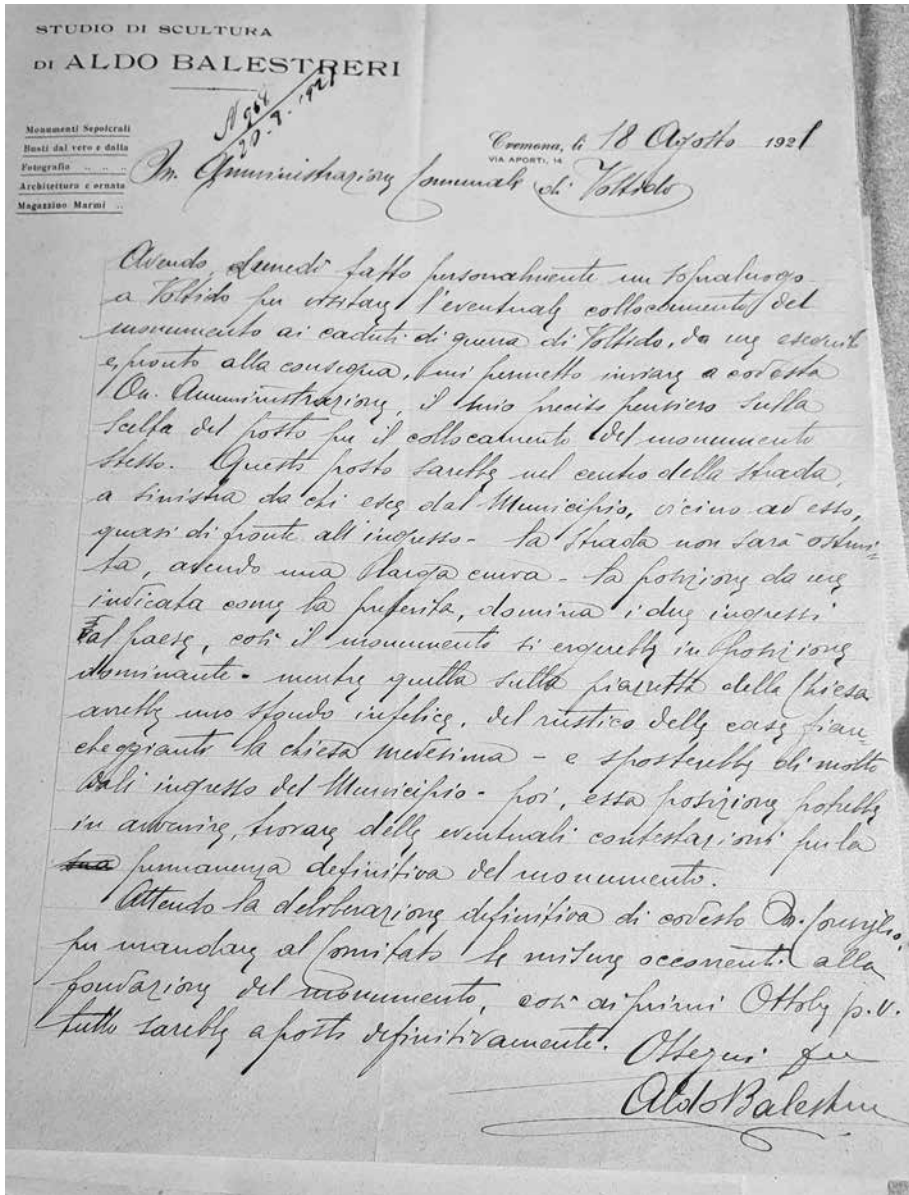 STUDIO DI SCULTURA
DI ALDO BALESTRERI
N 964
20-9-1921
Monumenti Sepolcrali
Busti dal vero e dalla
Fotografia .. .. ..
Architettura e ornato
Magazzino Marmi ..
Cremona, li 18 Agosto 1921
VIA APORTI, 14
On. Amministrazione Comunale di Voltido
Avendo Lunedì fatto personalmente un sopraluogo
a Voltido per visitare l'eventuale collocamento del
monumento ai caduti di guerra di Voltido, da me eseguito
e pronto alla consegna, mi permetto inviare a codesta
On. Amministrazione, il mio preciso pensiero sulla
scelta del posto per il collocamento del monumento
stesso. Questo posto sarebbe nel centro della strada,
a sinistra da chi esce dal Municipio, vicino ad esso,
quasi di fronte all'ingresso - la strada non sarà ostrui-
ta, avendo una larga curva - la posizione da me
indicata come la preferita, domina i due ingressi
al paese, così il monumento si ergerebbe in posizione
dominante - mentre quella sulla piazzetta della Chiesa
avrebbe uno sfondo infelice, del rustico delle case fian-
cheggianti la chiesa medesima - e sposterebbe di molto
dall ingresso del Municipio - poi, essa posizione potrebbe
in avvenire, trovare delle eventuali contestazioni per la
sua permanenza definitiva del monumento.
Attendo la deliberazione definitiva di codesto On. Consiglio,
per mandare al Comitato le misure occorrenti alla
fondazione del monumento, così ai primi Ottobre p.v.
tutto sarebbe a posto definitivamente.
Ossequi
Aldo Balestreri